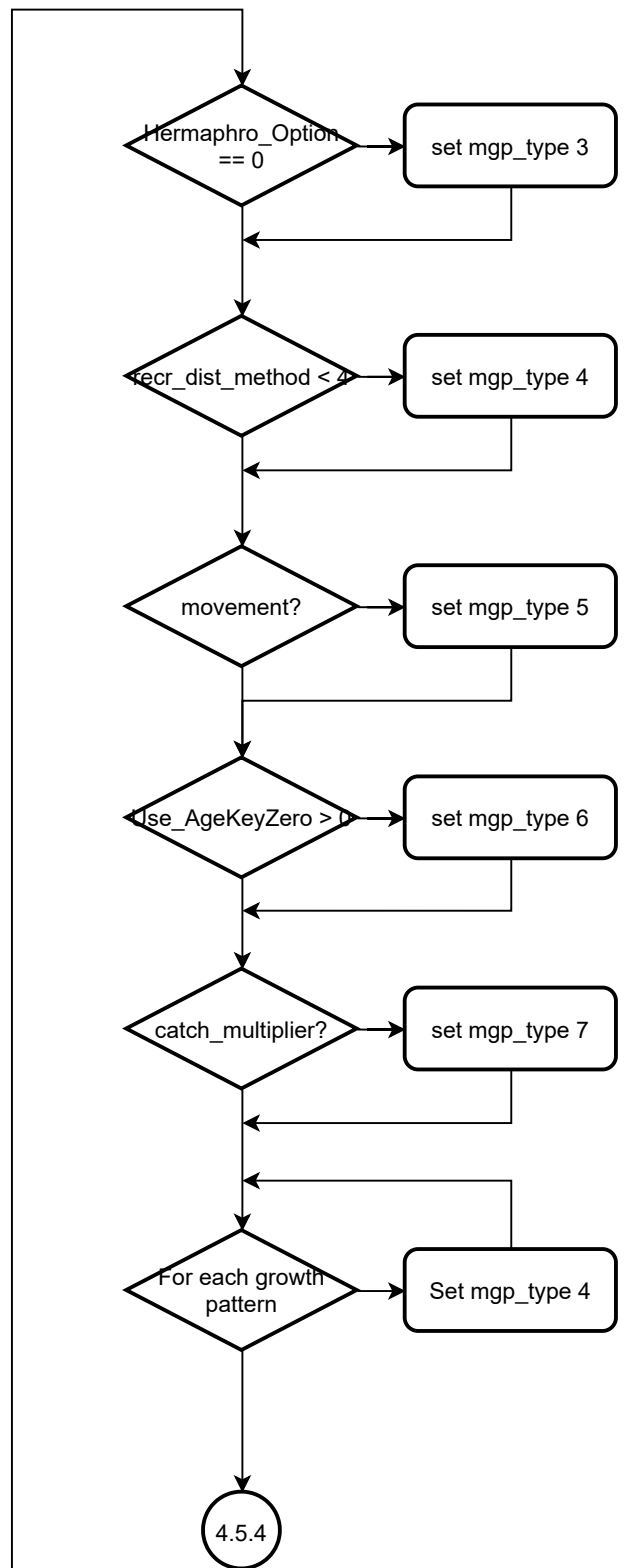 Hermaphro_Option
== 0
set mgp_type 3
recr_dist_method < 4
set mgp_type 4
movement?
set mgp_type 5
Use_AgeKeyZero > 0
set mgp_type 6
catch_multiplier?
set mgp_type 7
For each growth
pattern
Set mgp_type 4
4.5.4